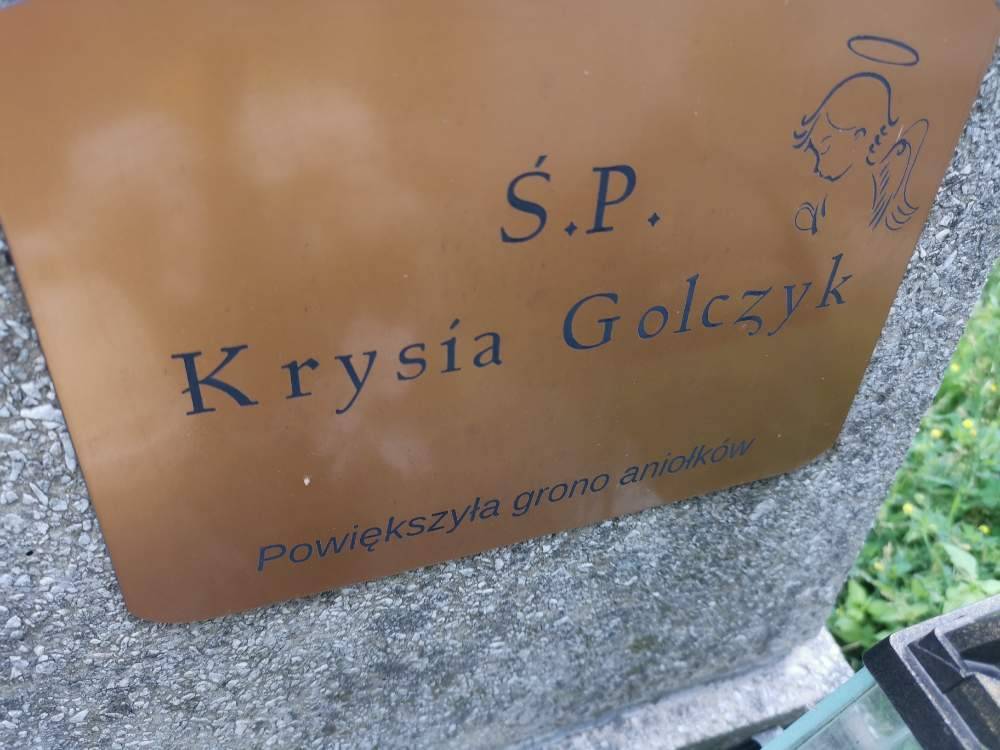 Ś.P.
Krysia Golczyk
Powiększyła grono aniołków